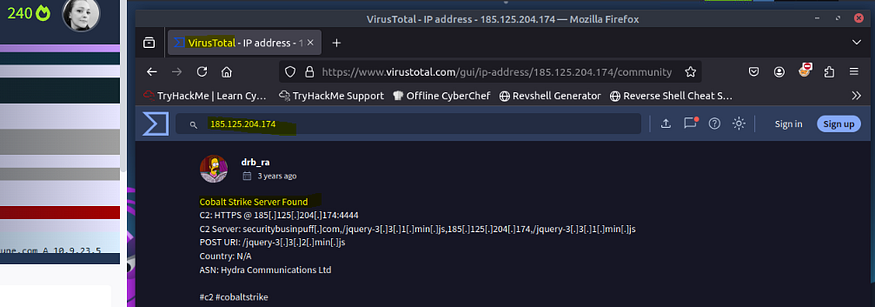 240
VirusTotal - IP address - 185.125.204.174 — Mozilla Firefox
VirusTotal - IP address - 1
https://www.virustotal.com/gui/ip-address/185.125.204.174/community
TryHackMe | Learn Cy… TryHackMe Support Offline CyberChef Revshell Generator Reverse Shell Cheat S…
185.125.204.174
Sign in Sign up
drb_ra
3 years ago
Cobalt Strike Server Found
C2: HTTPS @ 185[.]125[.]204[.]174:4444
C2 Server: securitybusinpuff[.]com,/jquery-3[.]3[.]1[.]min[.]js,185[.]125[.]204[.]174,/jquery-3[.]3[.]1[.]min[.]js
POST URI: /jquery-3[.]3[.]2[.]min[.]js
Country: N/A
ASN: Hydra Communications Ltd
une.com A 10.9.23.5
#c2 #cobaltstrike